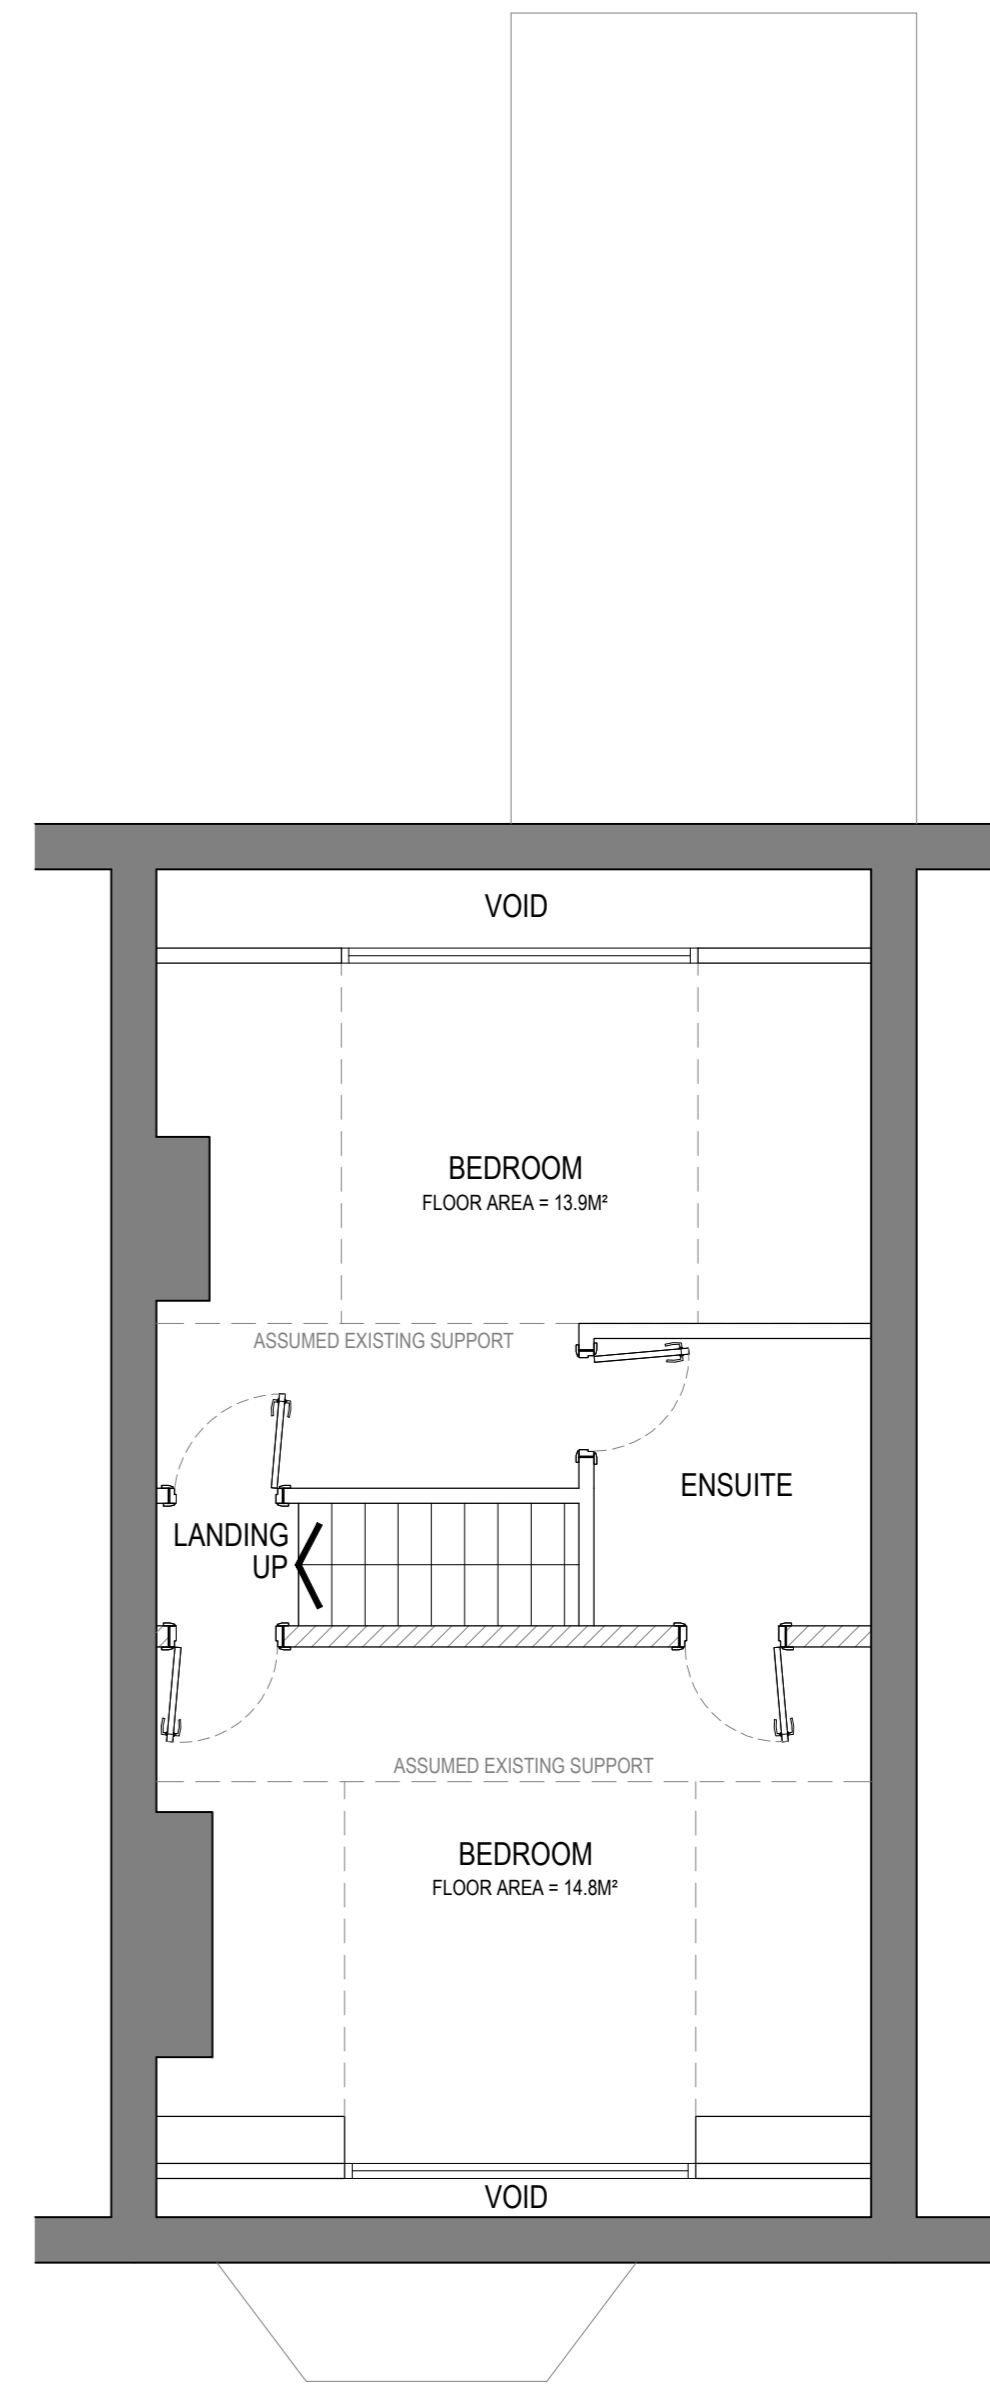 VOID
BEDROOM
FLOOR AREA = 13.9M²
ASSUMED EXISTING SUPPORT
ENSUITE
LANDING
UP
ASSUMED EXISTING SUPPORT
BEDROOM
FLOOR AREA = 14.8M²
VOID